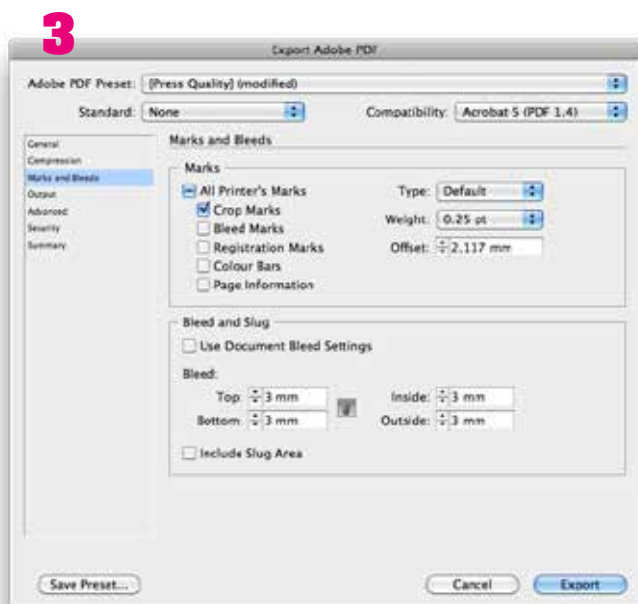 3
Export Adobe PDF
Adobe PDF Preset: [Press Quality] (modified)
Standard: None Compatibility: Acrobat 5 (PDF 1.4)
General
Compression
Marks and Bleeds
Output
Advanced
Security
Summary
Marks and Bleeds
Marks
All Printer's Marks
Crop Marks
Bleed Marks
Registration Marks
Colour Bars
Page Information
Type: Default
Weight: 0.25 pt
Offset: 2.117 mm
Bleed and Slug
Use Document Bleed Settings
Bleed:
Top: 3 mm Inside: 3 mm
Bottom: 3 mm Outside: 3 mm
Include Slug Area
Save Preset... Cancel Export